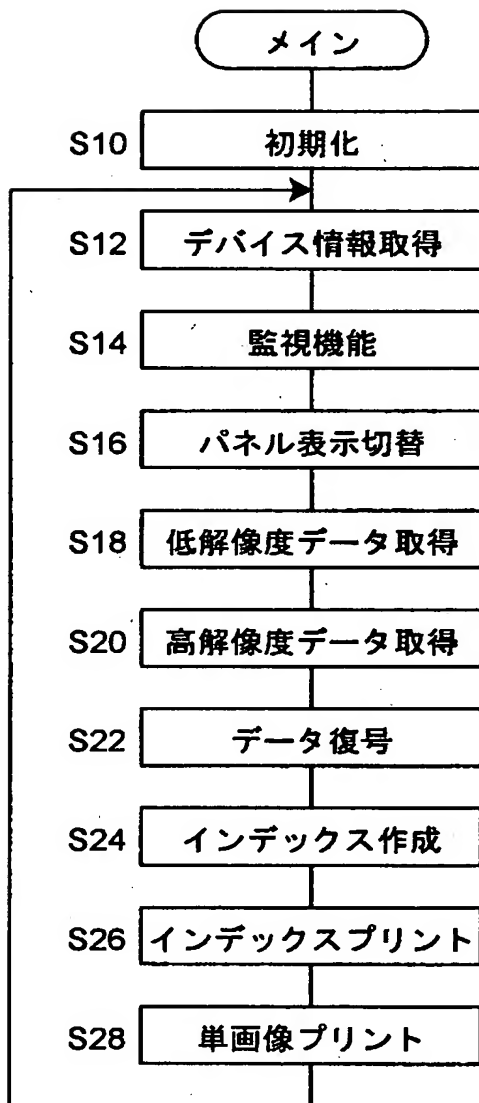 メイン
S10 初期化
S12 デバイス情報取得
S14 監視機能
S16 パネル表示切替
S18 低解像度データ取得
S20 高解像度データ取得
S22 データ復号
S24 インデックス作成
S26 インデックスプリント
S28 単画像プリント